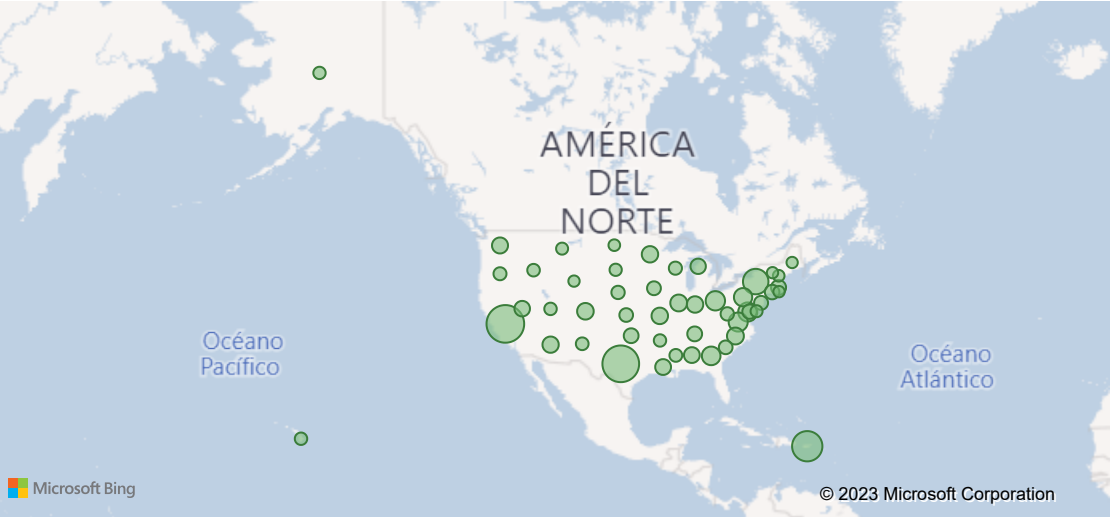 AMÉRICA
DEL
NORTE
Océano
Pacífico
Océano
Atlántico
Microsoft Bing
© 2023 Microsoft Corporation